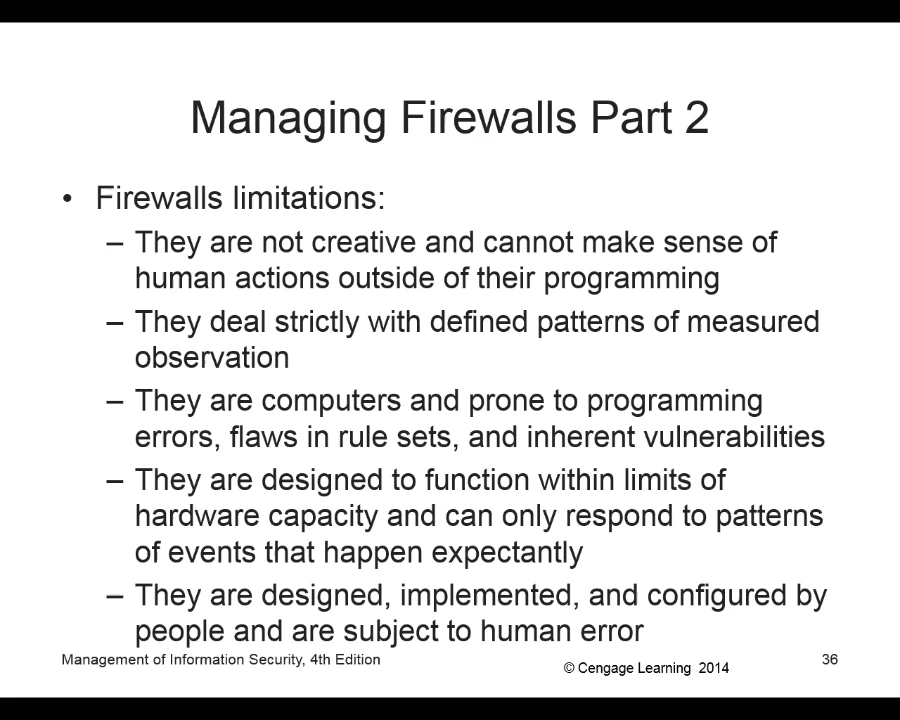 Managing Firewalls Part 2
• Firewalls limitations:
– They are not creative and cannot make sense of
human actions outside of their programming
– They deal strictly with defined patterns of measured
observation
– They are computers and prone to programming
errors, flaws in rule sets, and inherent vulnerabilities
– They are designed to function within limits of
hardware capacity and can only respond to patterns
of events that happen expectantly
– They are designed, implemented, and configured by
people and are subject to human error
Management of Information Security, 4th Edition
© Cengage Learning 2014
36